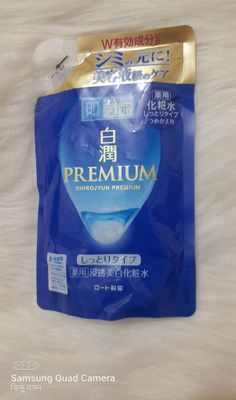 W有効成分
シミの元に!
美容液級のケア
肌ラボ
薬用
化粧水
しっとりタイプ
つめかえ用
白潤
PREMIUM
SHIROJYUN PREMIUM
しっとりタイプ
薬用 浸透美白化粧水
ロート製薬
Samsung Quad Camera